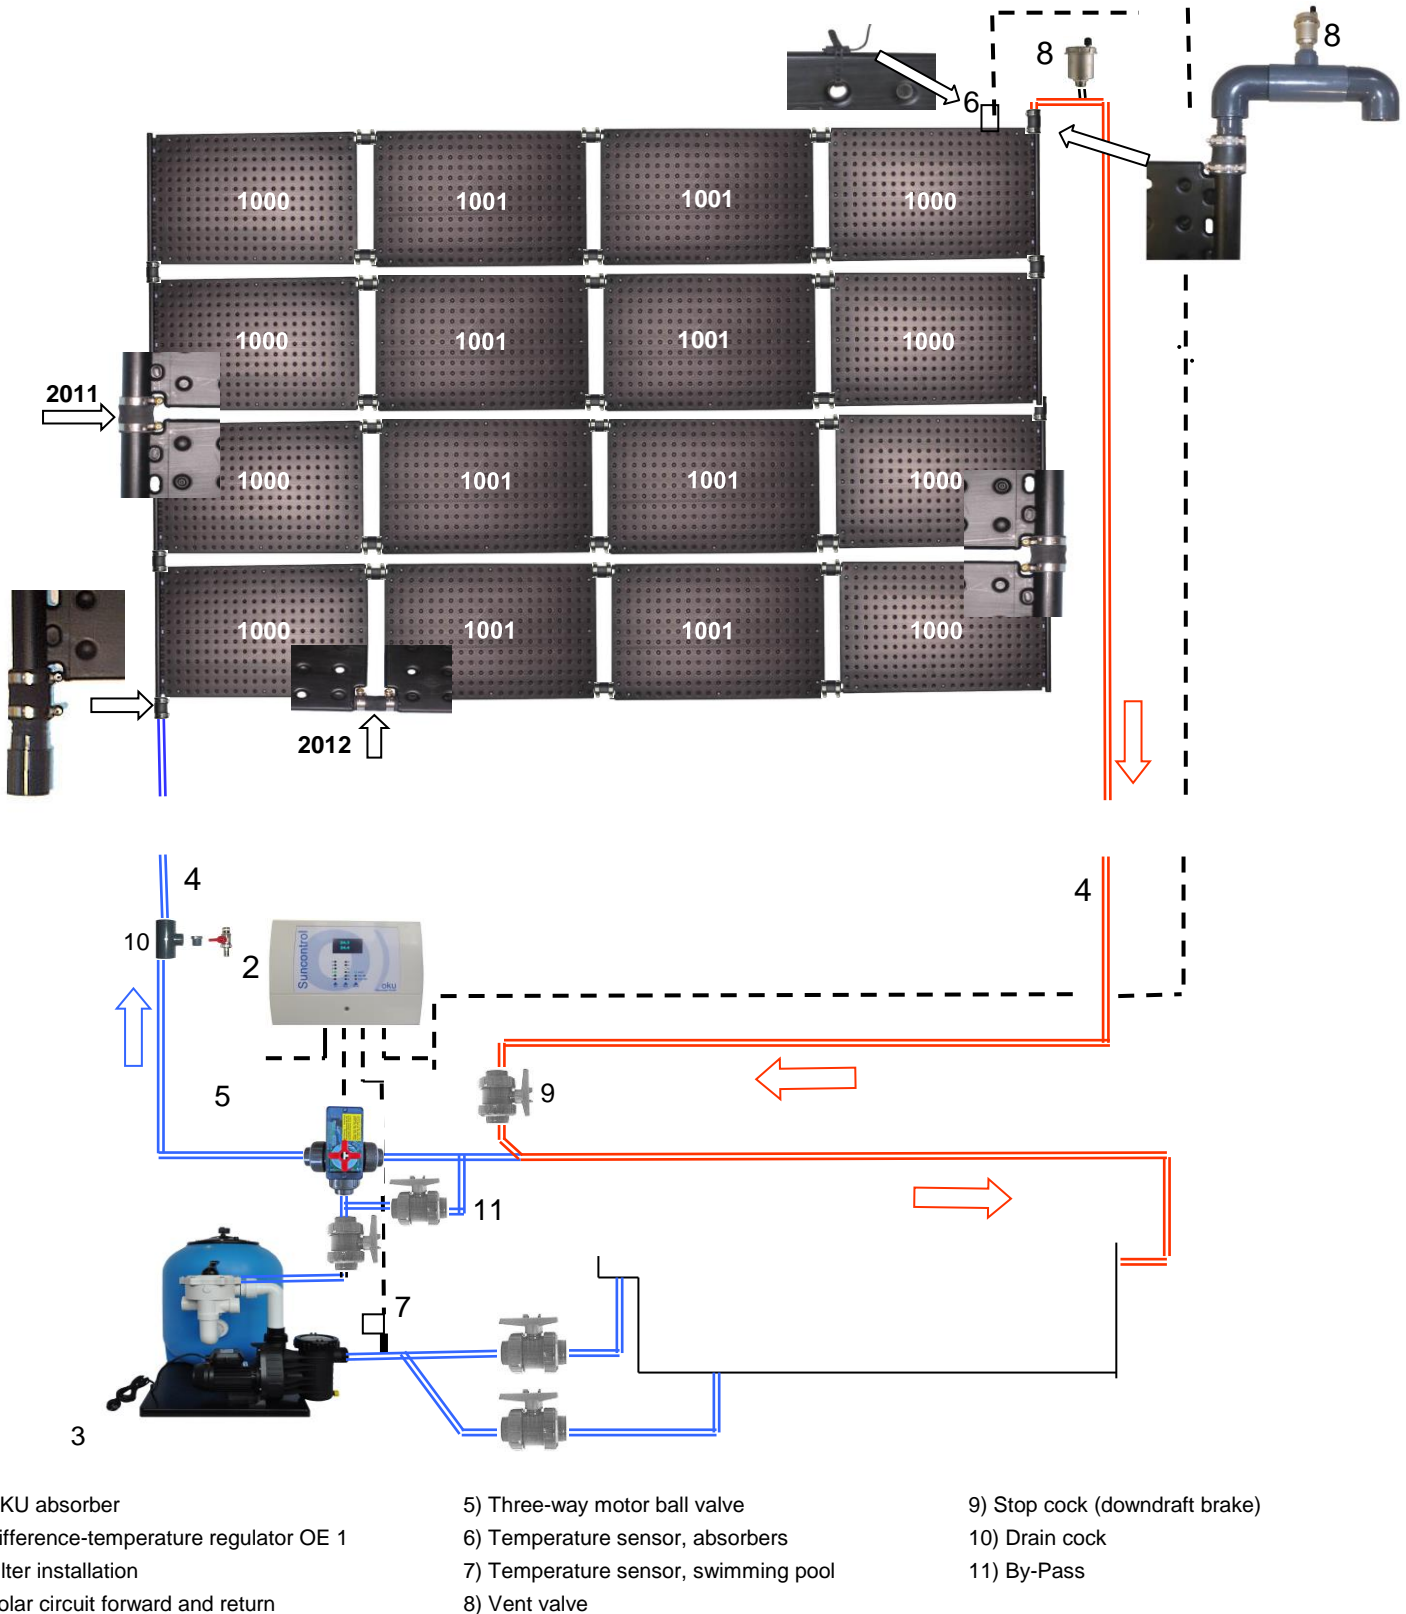 8
8
6
1000 1001 1001 1000
1000 1001 1001 1000
2011
1000 1001 1001 1000
1000 1001 1001 1000
2012
4
4
10
2
Suncontrol
oku
5
9
11
7
3
KU absorber
ifference-temperature regulator OE 1
lter installation
olar circuit forward and return
5) Three-way motor ball valve
6) Temperature sensor, absorbers
7) Temperature sensor, swimming pool
8) Vent valve
9) Stop cock (downdraft brake)
10) Drain cock
11) By-Pass